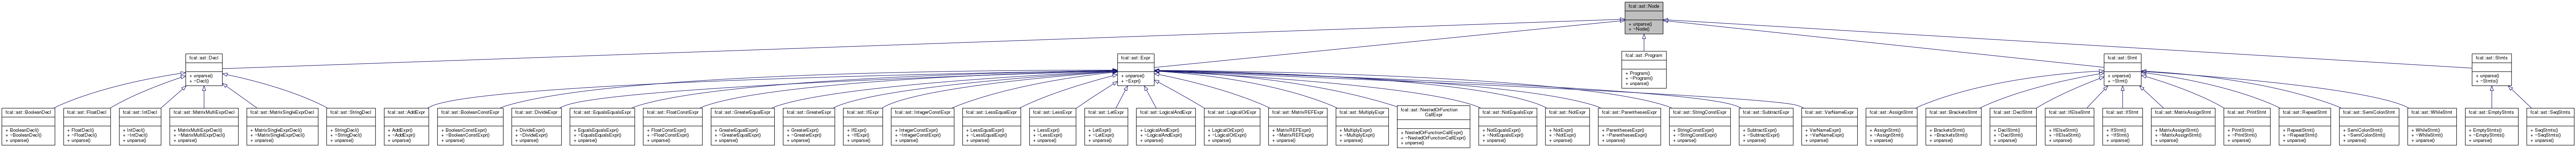 fcal::ast::Node
+ unparse()
+ ~Node()
fcal::ast::Decl
+ unparse()
+ ~Decl()
fcal::ast::Expr
+ unparse()
+ ~Expr()
fcal::ast::Program
+ Program()
+ ~Program()
+ unparse()
fcal::ast::Stmt
+ unparse()
+ ~Stmt()
fcal::ast::Stmts
+ unparse()
+ ~Stmts()
fcal::ast::BooleanDecl
+ BooleanDecl()
+ ~BooleanDecl()
+ unparse()
fcal::ast::FloatDecl
+ FloatDecl()
+ ~FloatDecl()
+ unparse()
fcal::ast::IntDecl
+ IntDecl()
+ ~IntDecl()
+ unparse()
fcal::ast::MatrixMultiExprDecl
+ MatrixMultiExprDecl()
+ ~MatrixMultiExprDecl()
+ unparse()
fcal::ast::MatrixSingleExprDecl
+ MatrixSingleExprDecl()
+ ~MatrixSingleExprDecl()
+ unparse()
fcal::ast::StringDecl
+ StringDecl()
+ ~StringDecl()
+ unparse()
fcal::ast::AddExpr
+ AddExpr()
+ ~AddExpr()
+ unparse()
fcal::ast::BooleanConstExpr
+ BooleanConstExpr()
+ ~BooleanConstExpr()
+ unparse()
fcal::ast::DivideExpr
+ DivideExpr()
+ ~DivideExpr()
+ unparse()
fcal::ast::EqualsEqualsExpr
+ EqualsEqualsExpr()
+ ~EqualsEqualsExpr()
+ unparse()
fcal::ast::FloatConstExpr
+ FloatConstExpr()
+ ~FloatConstExpr()
+ unparse()
fcal::ast::GreaterEqualExpr
+ GreaterEqualExpr()
+ ~GreaterEqualExpr()
+ unparse()
fcal::ast::GreaterExpr
+ GreaterExpr()
+ ~GreaterExpr()
+ unparse()
fcal::ast::IfExpr
+ IfExpr()
+ ~IfExpr()
+ unparse()
fcal::ast::IntegerConstExpr
+ IntegerConstExpr()
+ ~IntegerConstExpr()
+ unparse()
fcal::ast::LessEqualExpr
+ LessEqualExpr()
+ ~LessEqualExpr()
+ unparse()
fcal::ast::LessExpr
+ LessExpr()
+ ~LessExpr()
+ unparse()
fcal::ast::LetExpr
+ LetExpr()
+ ~LetExpr()
+ unparse()
fcal::ast::LogicalAndExpr
+ LogicalAndExpr()
+ ~LogicalAndExpr()
+ unparse()
fcal::ast::LogicalOrExpr
+ LogicalOrExpr()
+ ~LogicalOrExpr()
+ unparse()
fcal::ast::MatrixREFExpr
+ MatrixREFExpr()
+ ~MatrixREFExpr()
+ unparse()
fcal::ast::MultiplyExpr
+ MultiplyExpr()
+ ~MultiplyExpr()
+ unparse()
fcal::ast::NestedOrFunction
CallExpr
+ NestedOrFunctionCallExpr()
+ ~NestedOrFunctionCallExpr()
+ unparse()
fcal::ast::NotEqualsExpr
+ NotEqualsExpr()
+ ~NotEqualsExpr()
+ unparse()
fcal::ast::NotExpr
+ NotExpr()
+ ~NotExpr()
+ unparse()
fcal::ast::ParenthesesExpr
+ ParenthesesExpr()
+ ~ParenthesesExpr()
+ unparse()
fcal::ast::StringConstExpr
+ StringConstExpr()
+ ~StringConstExpr()
+ unparse()
fcal::ast::SubtractExpr
+ SubtractExpr()
+ ~SubtractExpr()
+ unparse()
fcal::ast::VarNameExpr
+ VarNameExpr()
+ ~VarNameExpr()
+ unparse()
fcal::ast::AssignStmt
+ AssignStmt()
+ ~AssignStmt()
+ unparse()
fcal::ast::BracketsStmt
+ BracketsStmt()
+ ~BracketsStmt()
+ unparse()
fcal::ast::DeclStmt
+ DeclStmt()
+ ~DeclStmt()
+ unparse()
fcal::ast::IfElseStmt
+ IfElseStmt()
+ ~IfElseStmt()
+ unparse()
fcal::ast::IfStmt
+ IfStmt()
+ ~IfStmt()
+ unparse()
fcal::ast::MatrixAssignStmt
+ MatrixAssignStmt()
+ ~MatrixAssignStmt()
+ unparse()
fcal::ast::PrintStmt
+ PrintStmt()
+ ~PrintStmt()
+ unparse()
fcal::ast::RepeatStmt
+ RepeatStmt()
+ ~RepeatStmt()
+ unparse()
fcal::ast::SemiColonStmt
+ SemiColonStmt()
+ ~SemiColonStmt()
+ unparse()
fcal::ast::WhileStmt
+ WhileStmt()
+ ~WhileStmt()
+ unparse()
fcal::ast::EmptyStmts
+ EmptyStmts()
+ ~EmptyStmts()
+ unparse()
fcal::ast::SeqStmts
+ SeqStmts()
+ ~SeqStmts()
+ unparse()